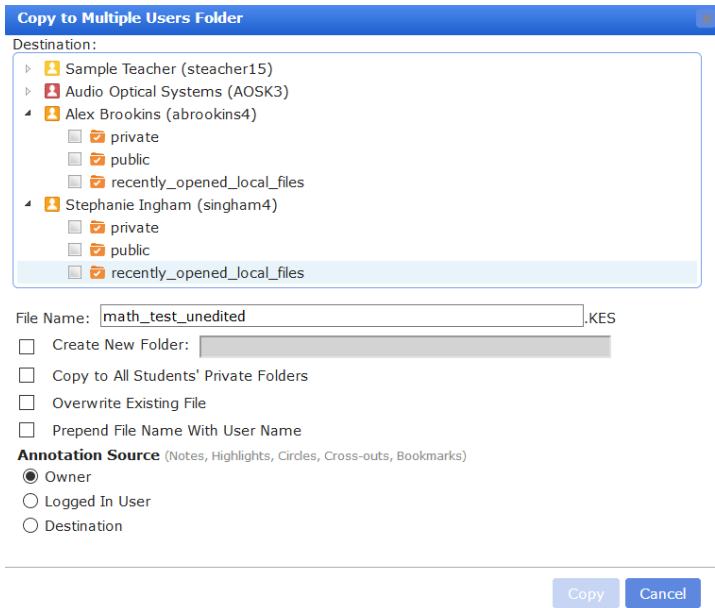 Copy to Multiple Users Folder
Destination:
Sample Teacher (steacher15)
Audio Optical Systems (AOSK3)
Alex Brookins (abrookins4)
private
public
recently_opened_local_files
Stephanie Ingham (singham4)
private
public
recently_opened_local_files
File Name: math_test_unedited .KES
Create New Folder:
Copy to All Students' Private Folders
Overwrite Existing File
Prepend File Name With User Name
Annotation Source (Notes, Highlights, Circles, Cross-outs, Bookmarks)
Owner
Logged In User
Destination
Copy Cancel